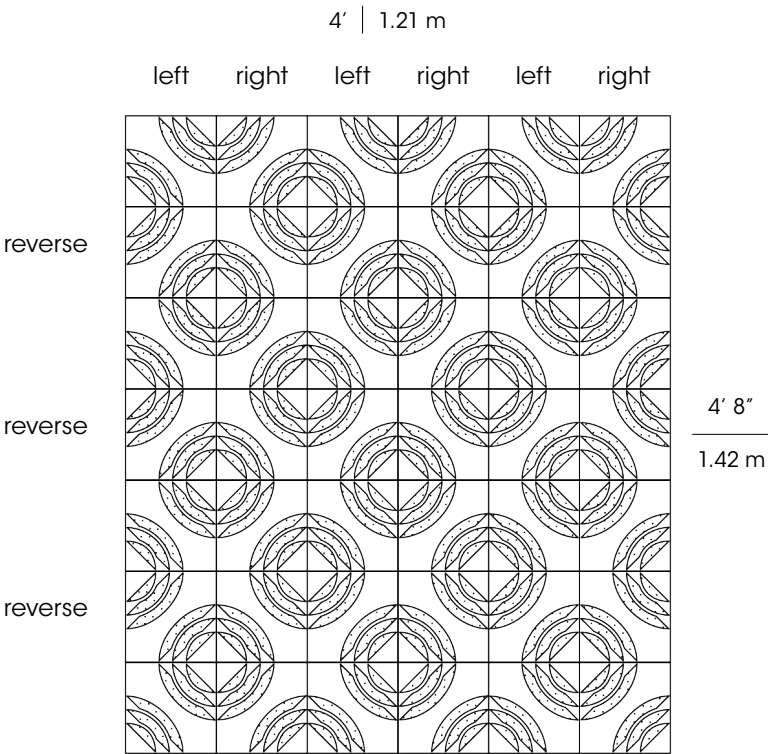 4’ | 1.21 m
left right left right left right
reverse
reverse
4’ 8”
1.42 m
reverse